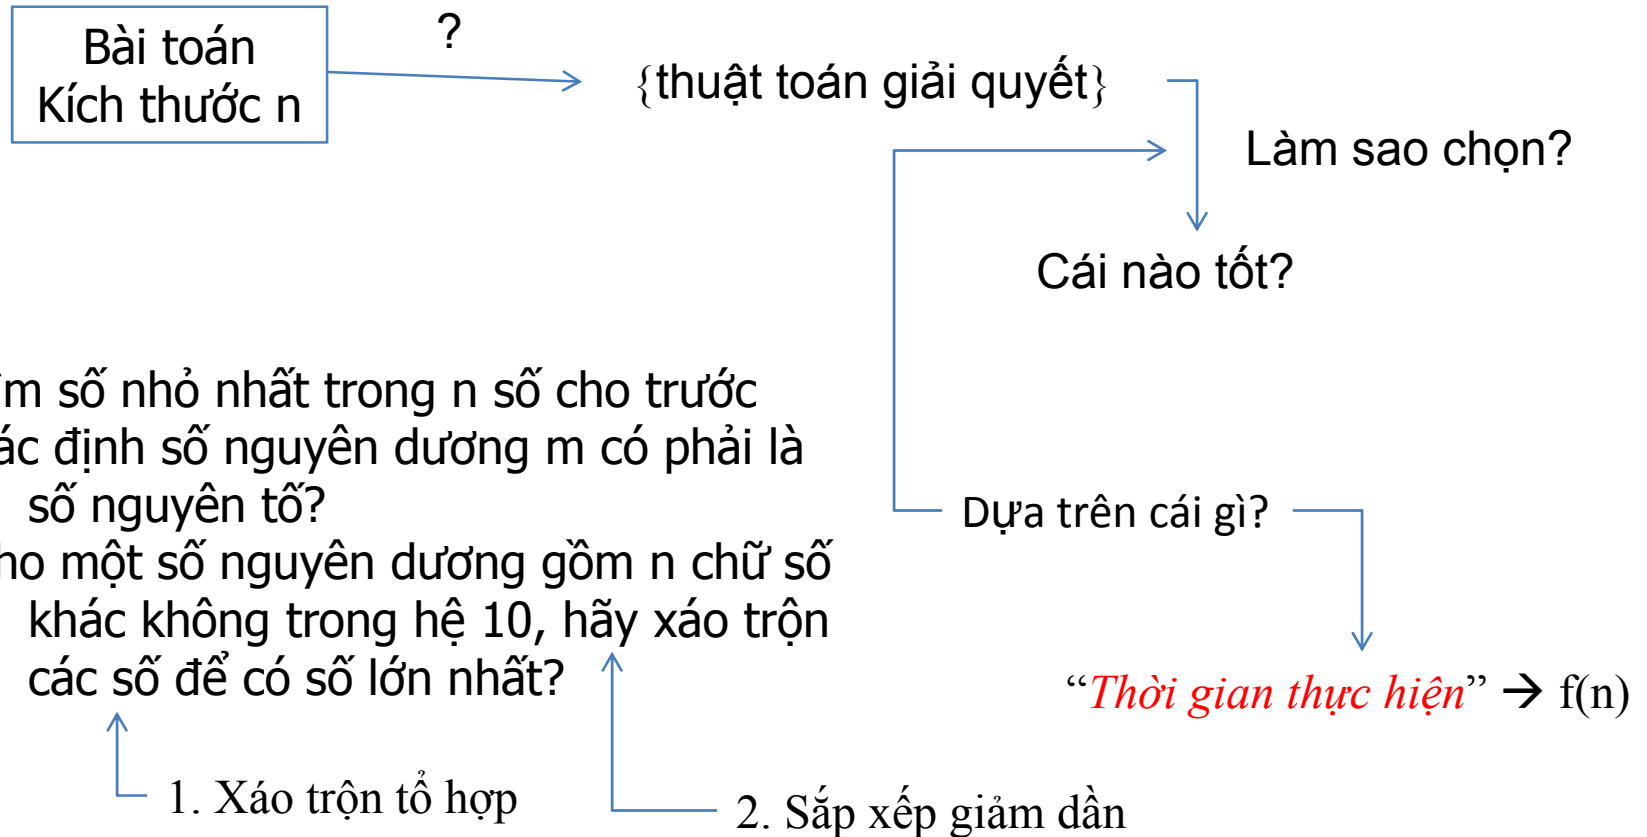 Bài toán
Kích thước n
?
{thuật toán giải quyết}
Làm sao chọn?
Cái nào tốt?
số nhỏ nhất trong n số cho trước
định số nguyên dương m có phải là
số nguyên tố?
một số nguyên dương gồm n chữ số
khác không trong hệ 10, hãy xáo trộn
các số để có số lớn nhất?
Dựa trên cái gì?
“Thời gian thực hiện” → f(n)
1. Xáo trộn tổ hợp
2. Sắp xếp giảm dần